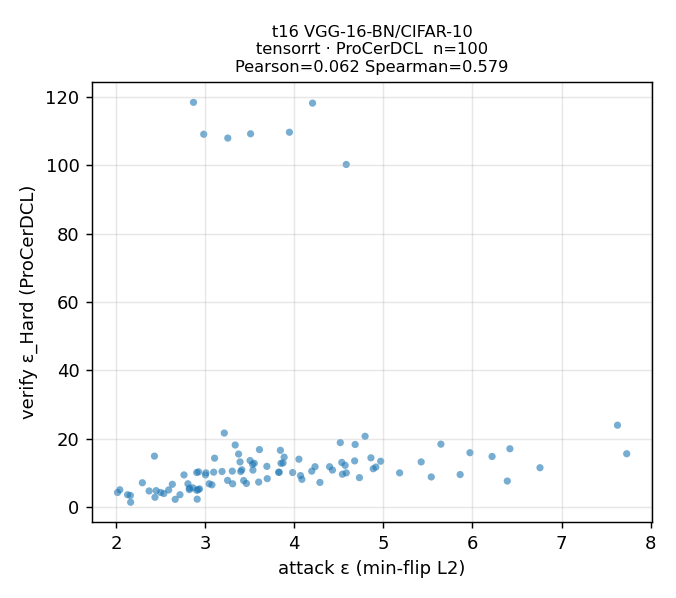 t16 VGG-16-BN/CIFAR-10
tensorrt · ProCerDCL  n=100
Pearson=0.062 Spearman=0.579
120
100
80
60
40
20
0
verify ε_Hard (ProCerDCL)
2 3 4 5 6 7 8
attack ε (min-flip L2)